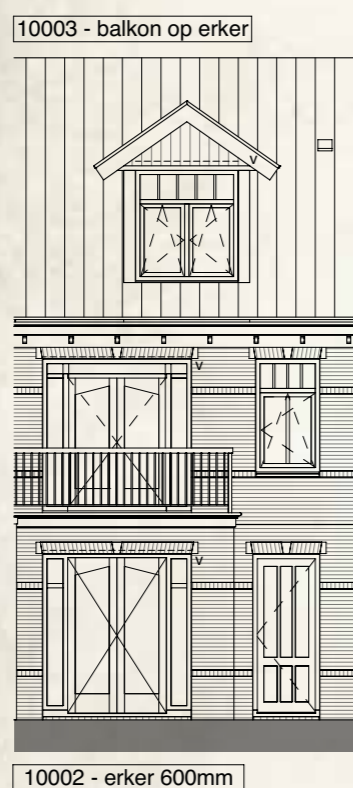 10003 - balkon op erker
v
v
v
10002 - erker 600mm